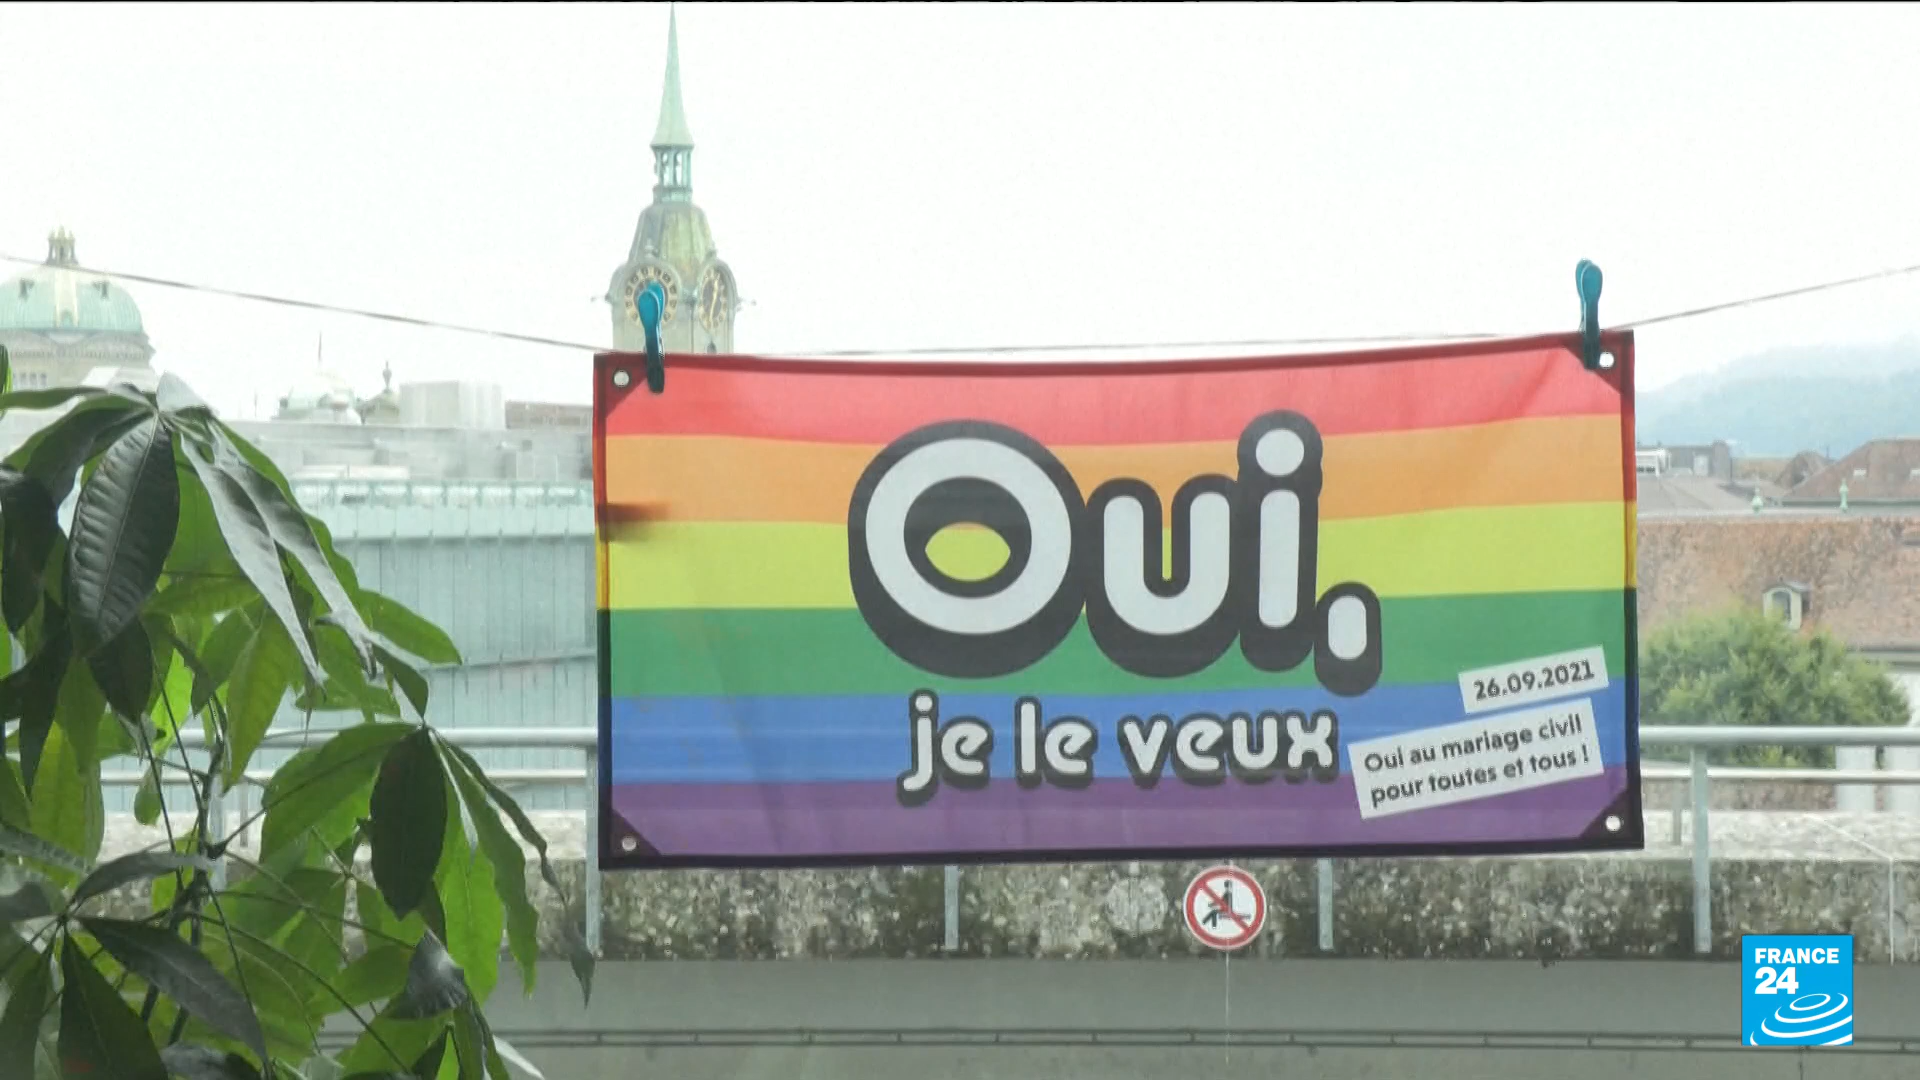 Oui,
je le veux
26.09.2021
Oui au mariage civil
pour toutes et tous !
FRANCE
24